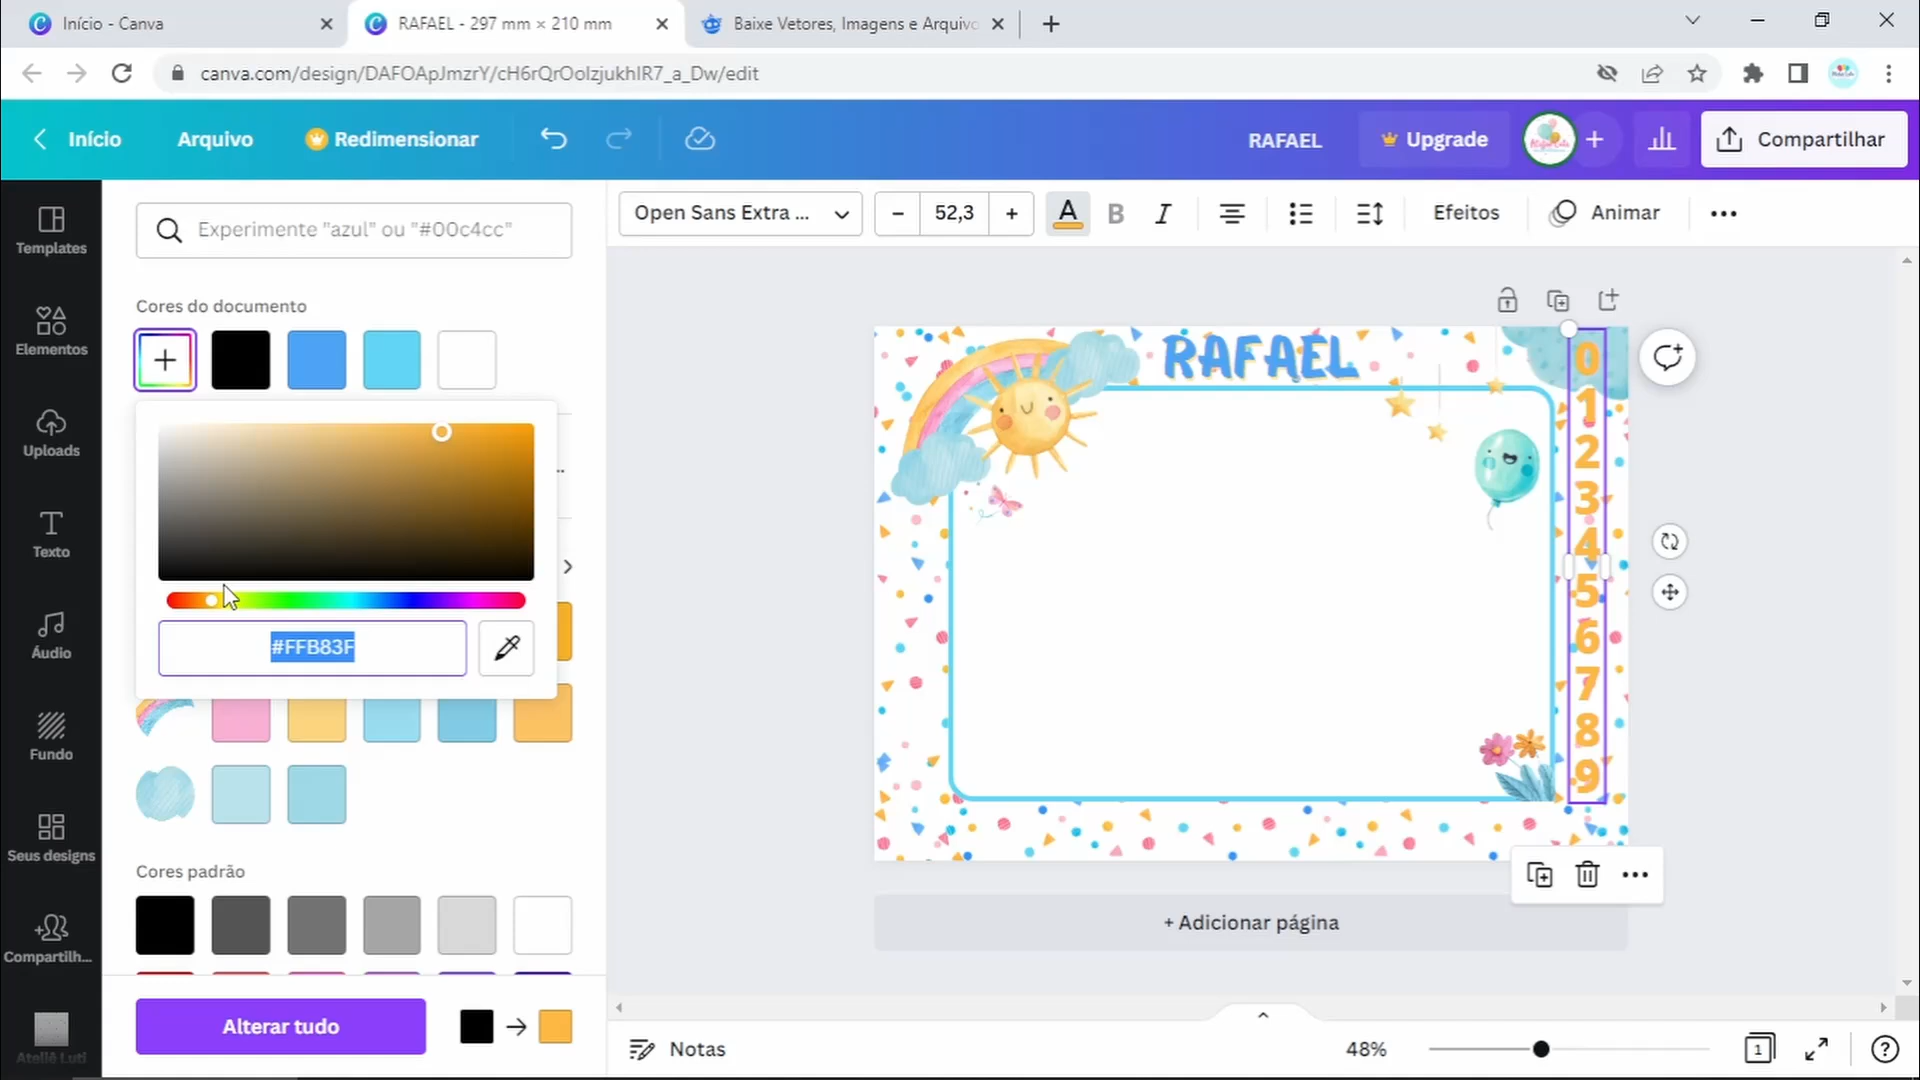 Início - Canva
RAFAEL - 297 mm × 210 mm
Baixe Vetores, Imagens e Arquivo
canva.com/design/DAFOApJmzrY/cH6rQrOolzjukhIR7_a_Dw/edit
Início
Arquivo
Redimensionar
RAFAEL
Upgrade
Compartilhar
Templates
Elementos
Uploads
Texto
Áudio
Fundo
Seus designs
Compartilh...
Ateliê Luti
Experimente "azul" ou "#00c4cc"
Cores do documento
#FFB83F
Cores padrão
Alterar tudo
Open Sans Extra ...
52,3
A
B
I
Efeitos
Animar
RAFAEL
0
1
2
3
4
5
6
7
8
9
+ Adicionar página
Notas
48%
1